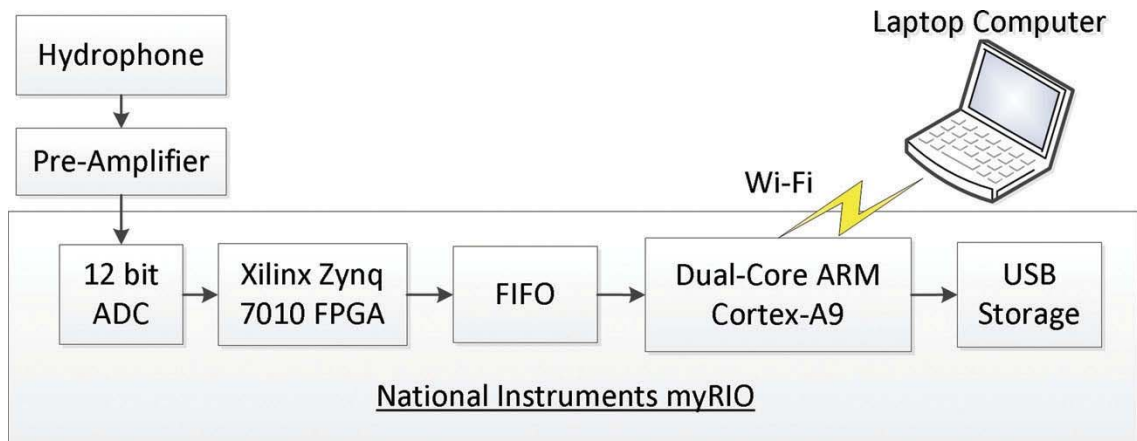 Hydrophone
Laptop Computer
Pre-Amplifier
Wi-Fi
12 bit
ADC
Xilinx Zynq
7010 FPGA
FIFO
Dual-Core ARM
Cortex-A9
USB
Storage
National Instruments myRIO